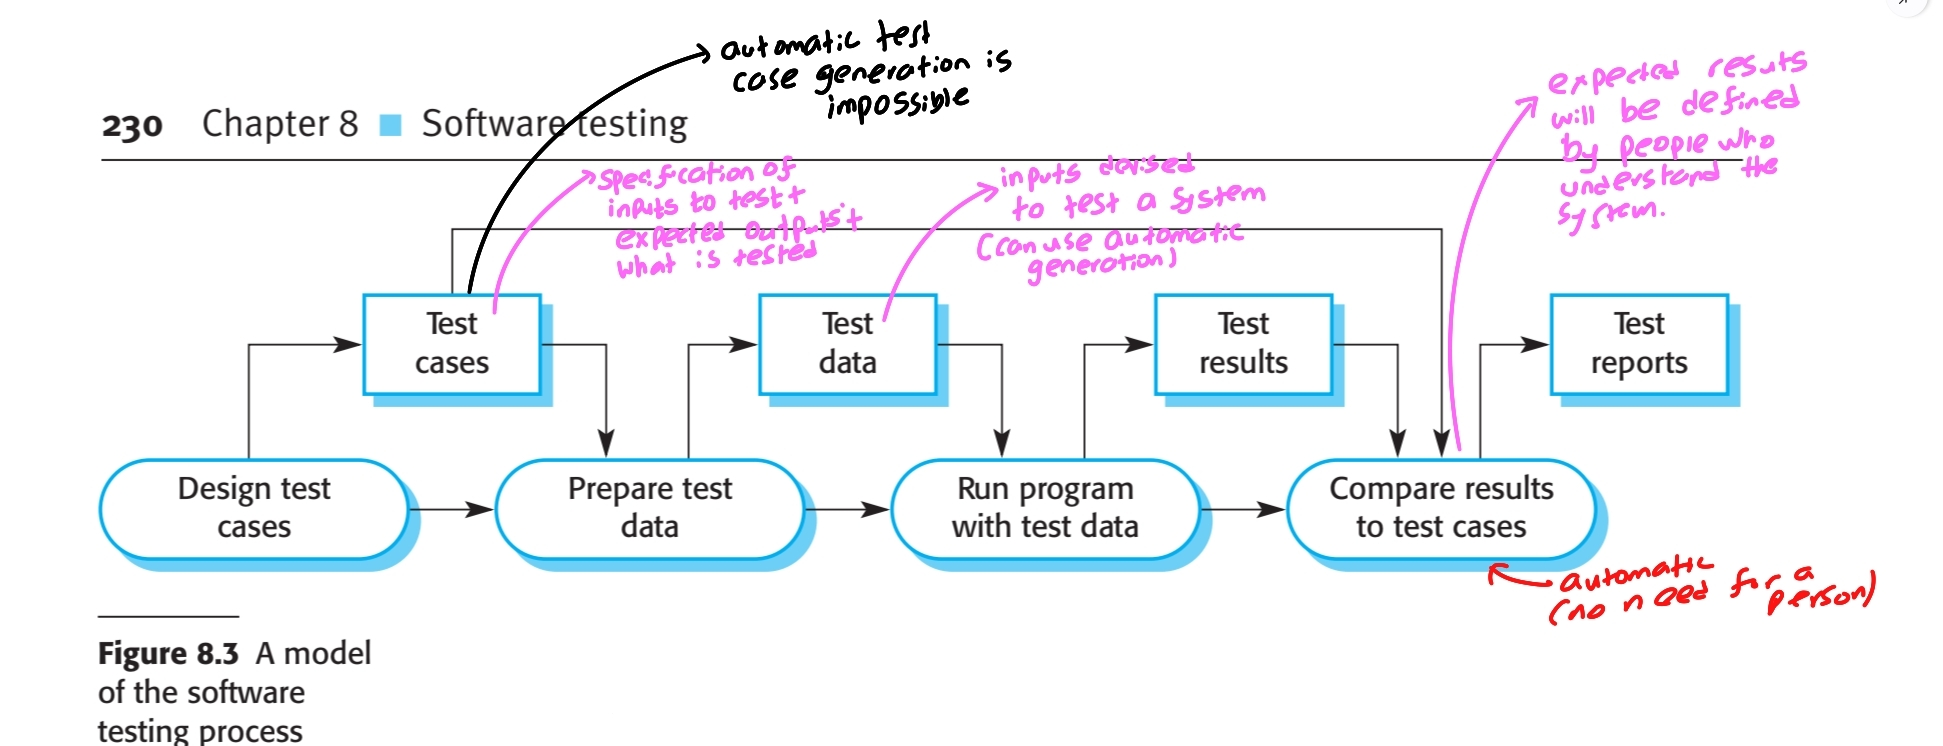 automatic test
case generation is
impossible
230 Chapter 8 ■ Software testing
expected results
will be defined
by people who
understand the
system.
specification of
inputs to test +
expected outputs +
what is tested
inputs devised
to test a system
(can use automatic
generation)
Test
cases
Test
data
Test
results
Test
reports
Design test
cases
Prepare test
data
Run program
with test data
Compare results
to test cases
automatic
(no need for a
person)
Figure 8.3 A model
of the software
testing process